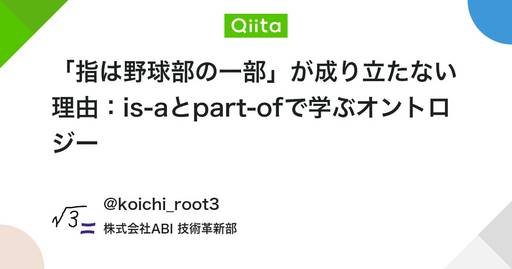 Qiita
「指は野球部の一部」が成り立たない
理由：is-aとpart-ofで学ぶオントロ
ジー
√3
@koichi_root3
株式会社ABI 技術革新部